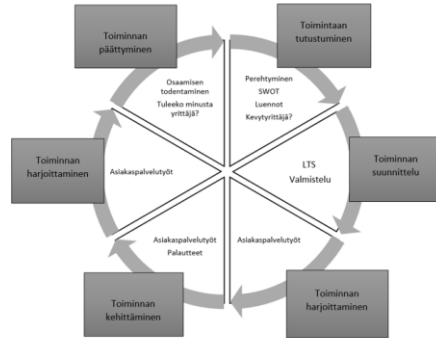 Toiminnan
päättyminen
Toimintaan
tutustuminen
Osaamisen
todentaminen
Tuleeko minusta
yrittäjä?
Perehtyminen
SWOT
Luennot
Kevytyrittäjä?
Toiminnan
harjoittaminen
Asiakaspalvelutyöt
LTS
Valmistelu
Toiminnan
suunnittelu
Asiakaspalvelutyöt
Palautteet
Asiakaspalvelutyöt
Toiminnan
kehittäminen
Toiminnan
harjoittaminen